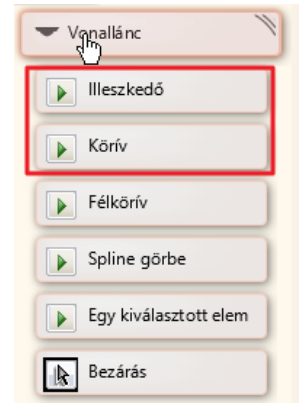 Vonallánc
Illeszkedő
Körív
Félkörív
Spline görbe
Egy kiválasztott elem
Bezárás